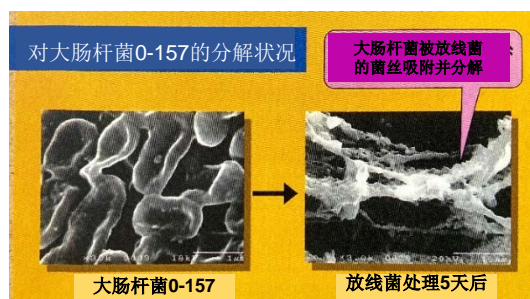 对大肠杆菌0-157的分解状况
大肠杆菌被放线菌
的菌丝吸附并分解
大肠杆菌0-157
放线菌处理5天后